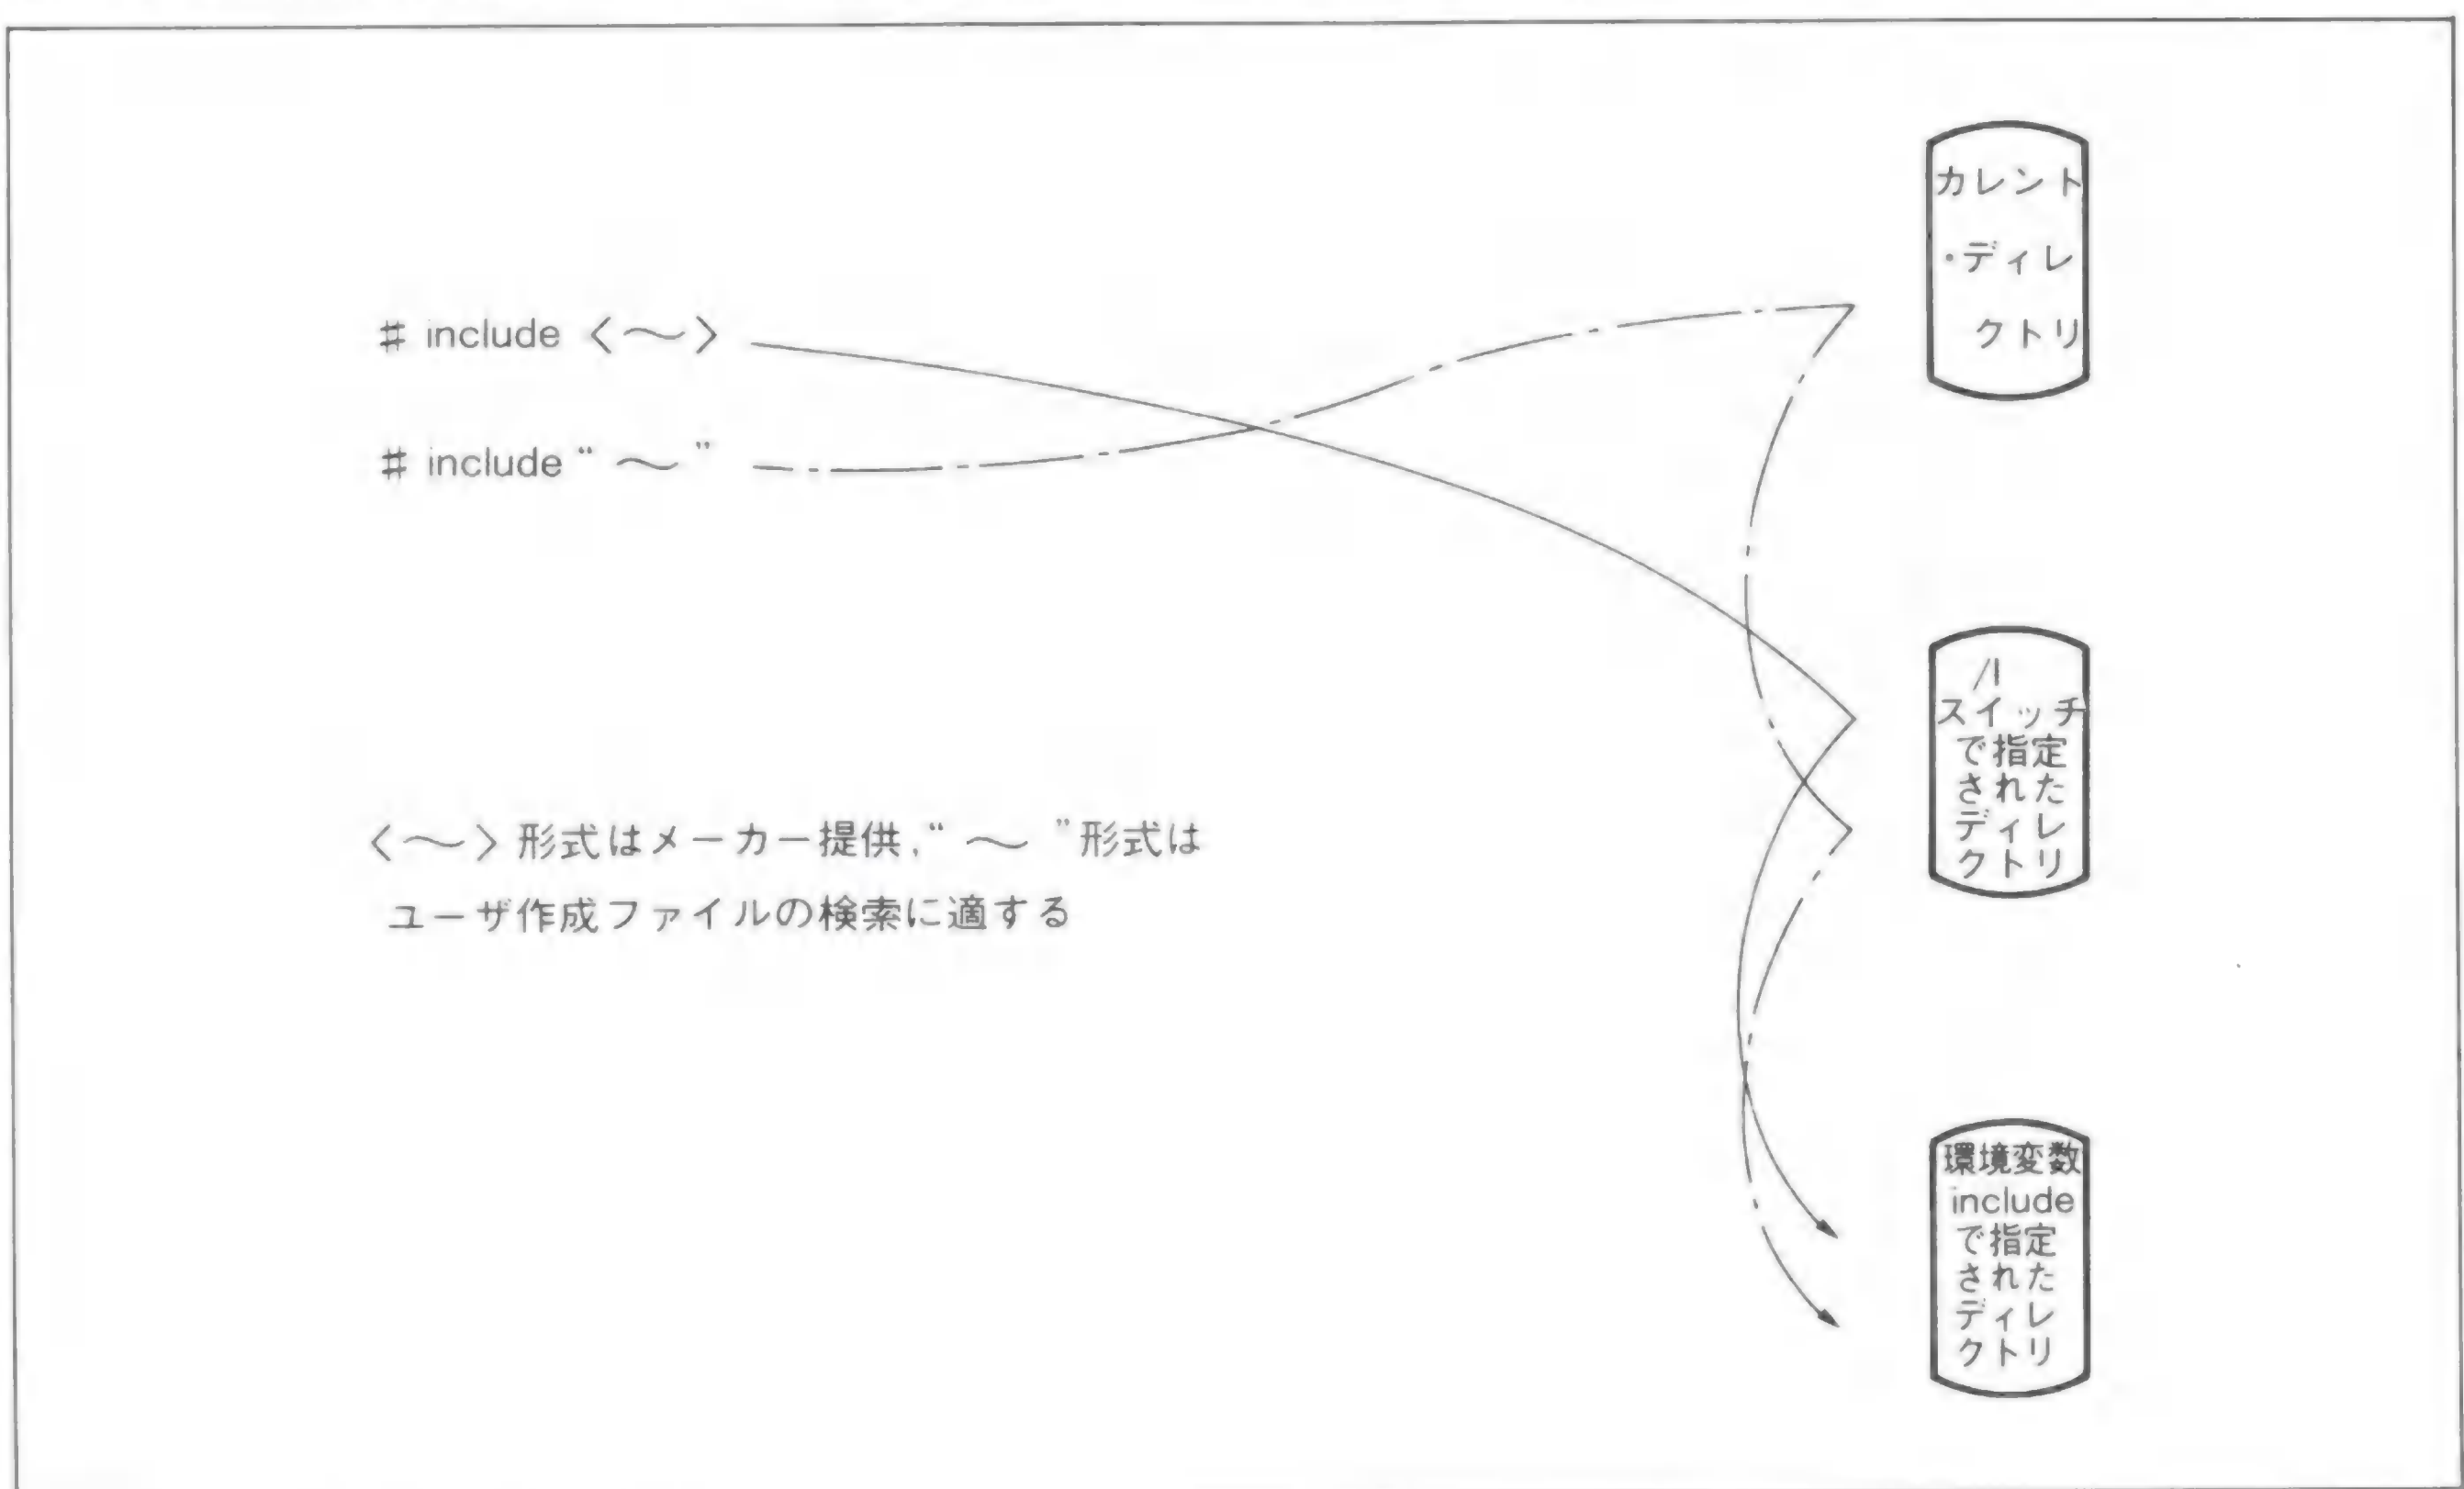 # include 〈～〉
# include “ ～ ”
〈～〉形式はメーカー提供,“ ～ ”形式は
ユーザ作成ファイルの検索に適する
カレント
・ディレ
クトリ
/I
スイッチ
で指定
された
ディレ
クトリ
環境変数
include
で指定
された
ディレ
クトリ